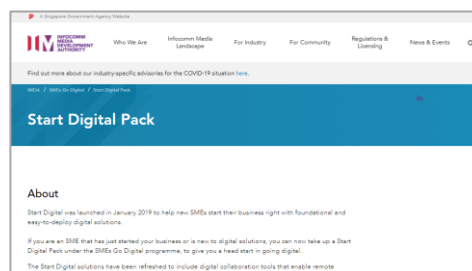 A Singapore Government Agency Website
INFOCOMM
MEDIA
DEVELOPMENT
AUTHORITY
Who We Are
Infocomm Media
Landscape
For Industry
For Community
Regulations &
Licensing
News & Events
Find out more about our industry-specific advisories for the COVID-19 situation here.
IMDA / SMEs Go Digital / Start Digital Pack
Start Digital Pack
About
Start Digital was launched in January 2019 to help new SMEs start their business right with foundational and
easy-to-deploy digital solutions.
If you are an SME that has just started your business or is new to digital solutions, you can now take up a Start
Digital Pack under the SMEs Go Digital programme, to give you a head start in going digital.
The Start Digital solutions have been refreshed to include digital collaboration tools that enable remote